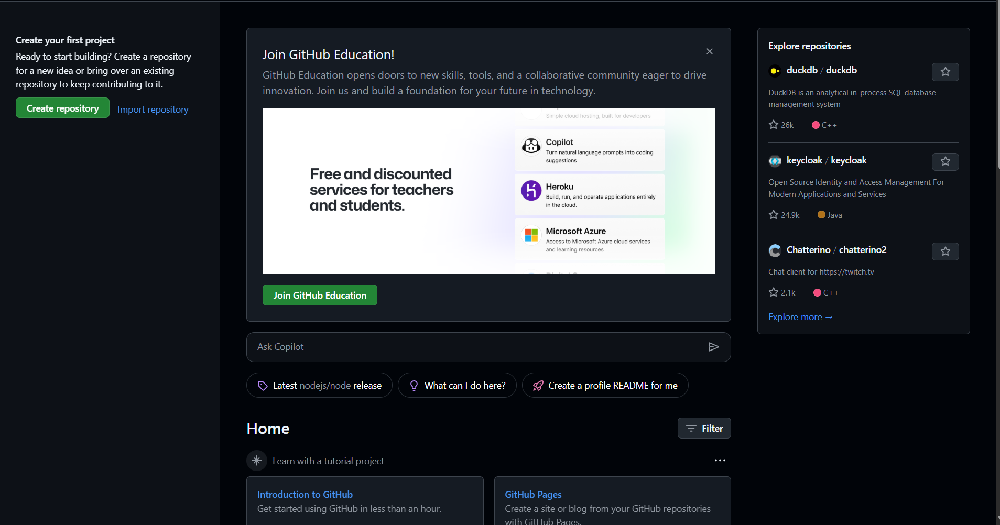 Create your first project
Ready to start building? Create a repository
for a new idea or bring over an existing
repository to keep contributing to it.
Create repository
Import repository
Join GitHub Education!
GitHub Education opens doors to new skills, tools, and a collaborative community eager to drive
innovation. Join us and build a foundation for your future in technology.
Free and discounted
services for teachers
and students.
Simple cloud hosting, built for developers
Copilot
Turn natural language prompts into coding
suggestions
Heroku
Build, run, and operate applications entirely
in the cloud.
Microsoft Azure
Access to Microsoft Azure cloud services
and learning resources
Join GitHub Education
Ask Copilot
Latest nodejs/node release
What can I do here?
Create a profile README for me
Home
Filter
Learn with a tutorial project
Introduction to GitHub
Get started using GitHub in less than an hour.
GitHub Pages
Create a site or blog from your GitHub repositories
with GitHub Pages.
Explore repositories
duckdb / duckdb
DuckDB is an analytical in-process SQL database
management system
26k
C++
keycloak / keycloak
Open Source Identity and Access Management For
Modern Applications and Services
24.9k
Java
Chatterino / chatterino2
Chat client for https://twitch.tv
2.1k
C++
Explore more →